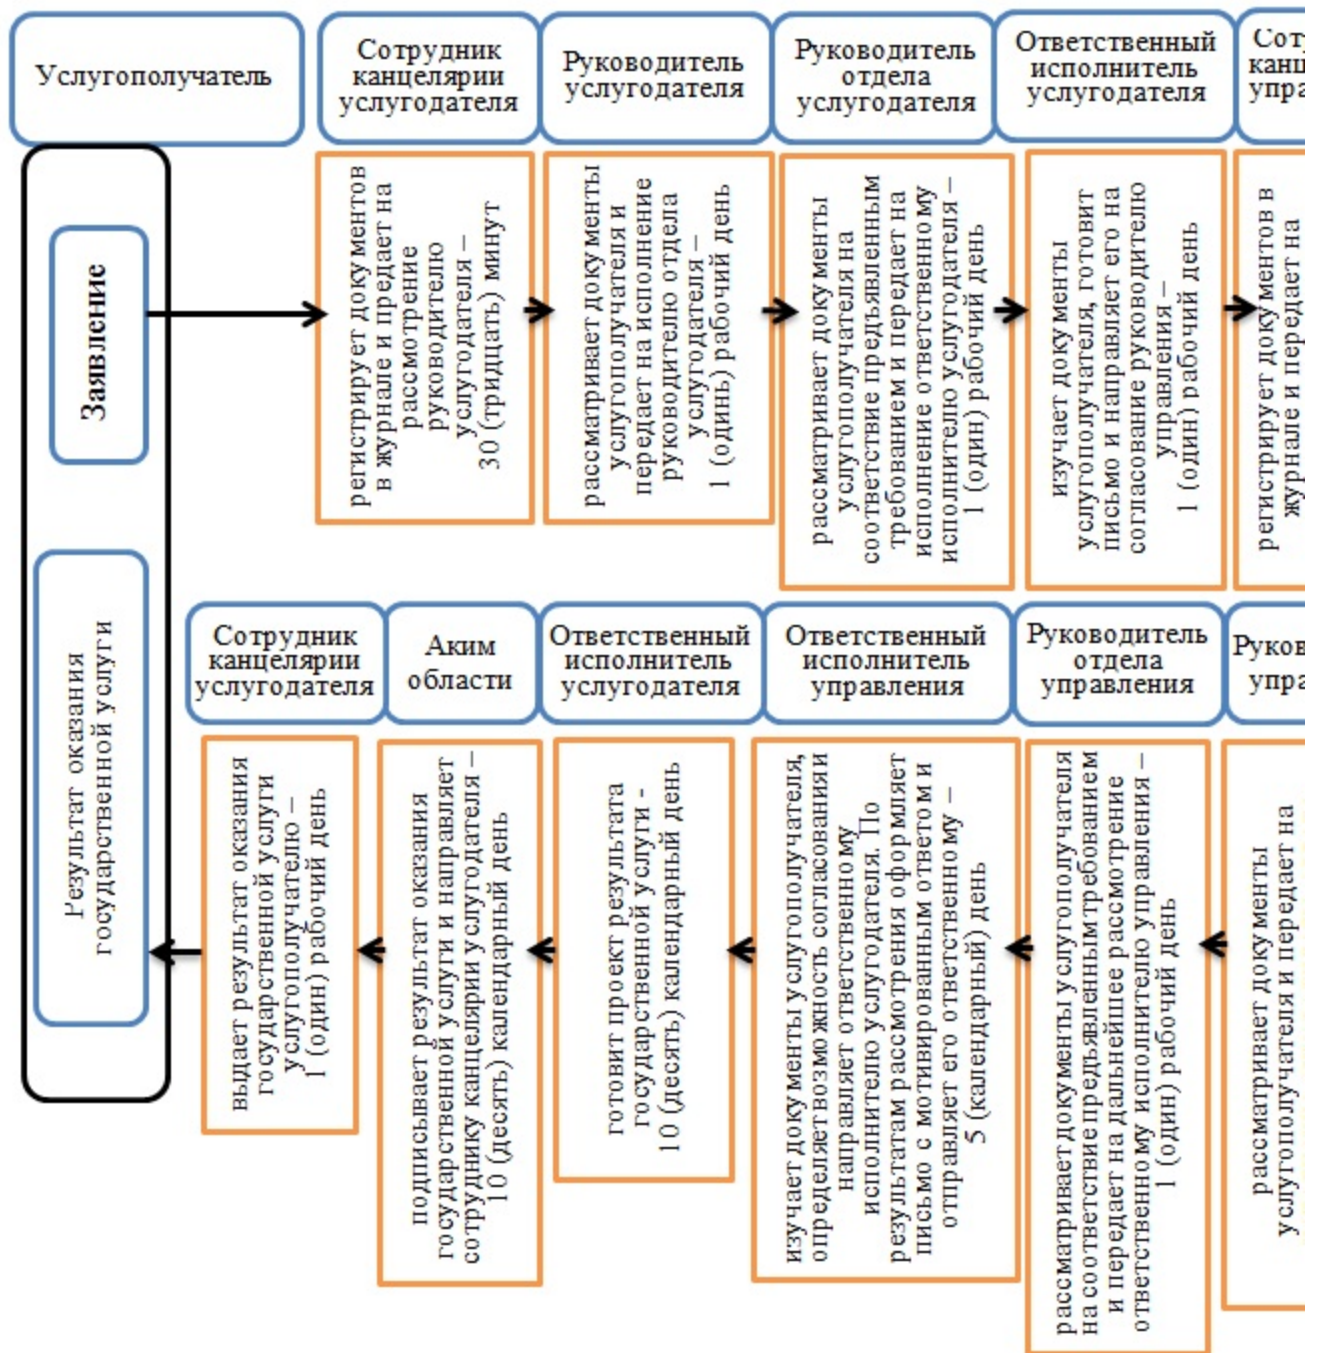 Услугополучатель
Сотрудник
канцелярии
услугодателя
Руководитель
услугодателя
Руководитель
отдела
услугодателя
Ответственный
исполнитель
услугодателя
Заявление
регистрирует документов
в журнале и предает на
рассмотрение
руководителю
услугодателя –
30 (тридцать) минут
рассматривает документы
услугополучателя и
передает на исполнение
руководителю отдела
услугодателя –
1 (одинь) рабочий день
рассматривает документы
услугополучателя на
соответствие предъявленным
требованием и передает на
исполнение ответственному
исполнителю услугодателя –
1 (один) рабочий день
изучает документы
услугополучателя, готовит
письмо и направляет его на
согласование руководителю
управления –
1 (один) рабочий день
регистрирует документов в
журнале и передает на
Результат оказания
государственной услуги
Сотрудник
канцелярии
услугодателя
Аким
области
Ответственный
исполнитель
услугодателя
Ответственный
исполнитель
управления
Руководитель
отдела
управления
выдает результат оказания
государственной услуги
услугополучателю –
1 (один) рабочий день
подписывает результат оказания
государственной услуги и направляет
сотруднику канцелярии услугодателя –
10 (десять) календарный день
готовит проект результата
государственной услуги -
10 (десять) календарный день
изучает документы услугополучателя,
определяет возможность согласования и
направляет ответственному
исполнителю услугодателя. По
результатам рассмотрения оформляет
письмо с мотивированным ответом и
отправляет его ответственному –
5 (календарный) день
рассматривает документы услугополучателя
на соответствие предъявленным требованием
и передает на дальнейшее рассмотрение
ответственному исполнителю управления –
1 (один) рабочий день
рассматривает документы
услугополучателя и передает на